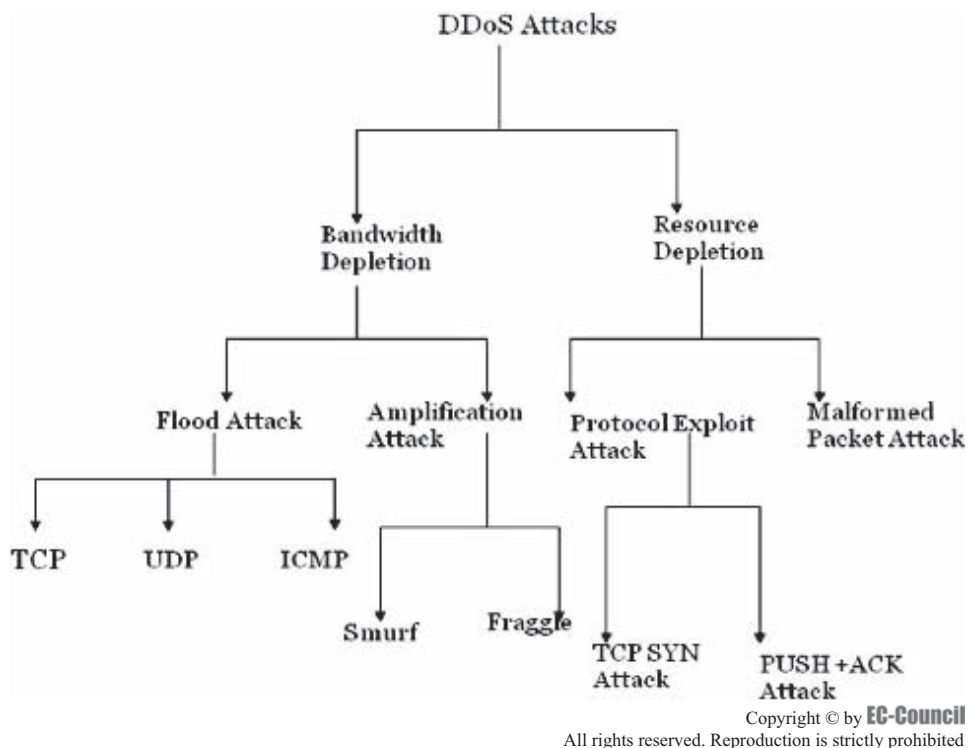 DDoS Attacks
Bandwidth
Depletion
Resource
Depletion
Flood Attack
Amplification
Attack
Protocol Exploit
Attack
Malformed
Packet Attack
TCP
UDP
ICMP
Smurf
Fraggle
TCP SYN
Attack
PUSH +ACK
Attack
Copyright © by EC-Council
All rights reserved. Reproduction is strictly prohibited